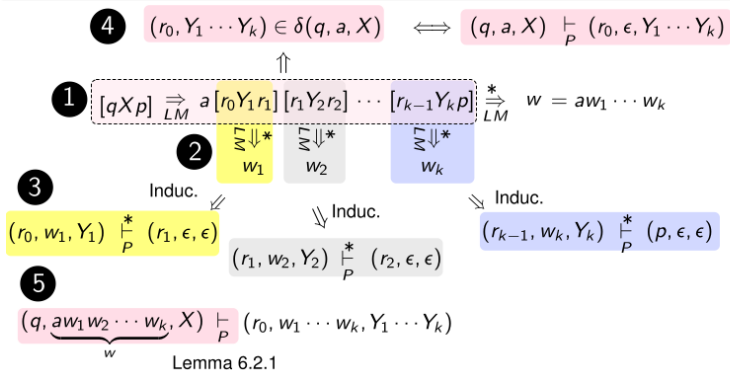 4 (r₀, Y₁ ⋯ Yₖ) ∈ δ(q, a, X) ⟺ (q, a, X) ⊢_P (r₀, ϵ, Y₁ ⋯ Yₖ)
⇑
1 [qXp] ⇒_LM a [r₀Y₁r₁] [r₁Y₂r₂] ⋯ [rₖ₋₁Yₖp] *⇒_LM w = aw₁ ⋯ wₖ
2 LM ⇓* LM ⇓* LM ⇓*
w₁ w₂ wₖ
3 Induc. ⇙ ⇘ Induc. ⇘ Induc.
(r₀, w₁, Y₁) *⊢_P (r₁, ϵ, ϵ)
(r₁, w₂, Y₂) *⊢_P (r₂, ϵ, ϵ)
(rₖ₋₁, wₖ, Yₖ) *⊢_P (p, ϵ, ϵ)
5
(q, aw₁w₂ ⋯ wₖ, X) ⊢_P (r₀, w₁ ⋯ wₖ, Y₁ ⋯ Yₖ)
w
Lemma 6.2.1